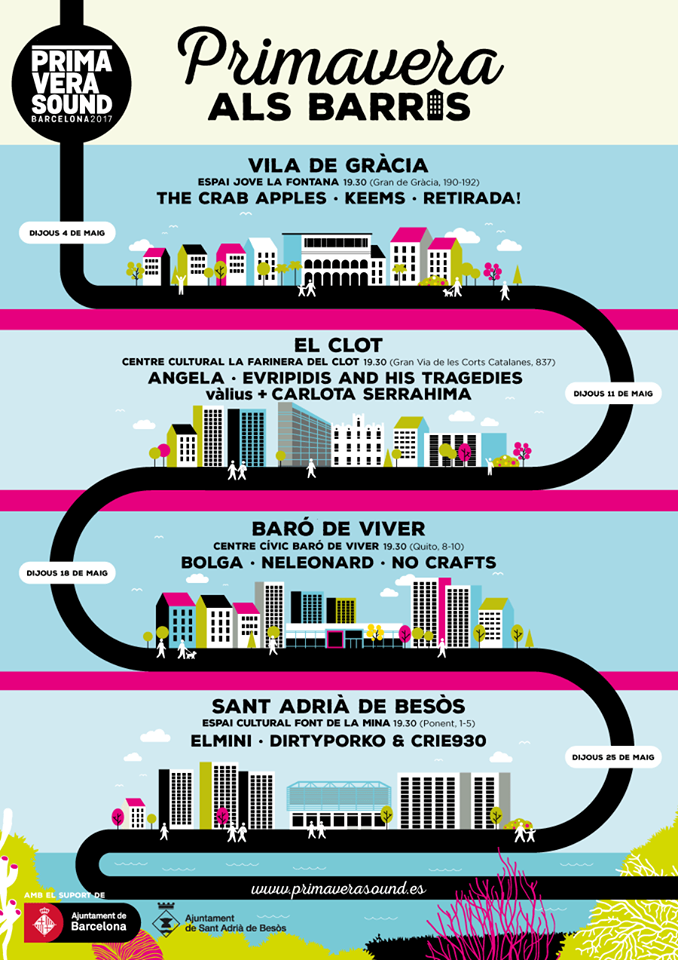 PRIMA
VERA
SOUND
BARCELONA2017
Primavera
ALS BARRIS
VILA DE GRÀCIA
ESPAI JOVE LA FONTANA 19.30 (Gran de Gràcia, 190-192)
THE CRAB APPLES · KEEMS · RETIRADA!
DIJOUS 4 DE MAIG
EL CLOT
CENTRE CULTURAL LA FARINERA DEL CLOT 19.30 (Gran Via de les Corts Catalanes, 837)
ANGELA · EVRIPIDIS AND HIS TRAGEDIES
vàlius + CARLOTA SERRAHIMA
DIJOUS 11 DE MAIG
BARÓ DE VIVER
CENTRE CÍVIC BARÓ DE VIVER 19.30 (Quito, 8-10)
BOLGA · NELEONARD · NO CRAFTS
DIJOUS 18 DE MAIG
SANT ADRIÀ DE BESÒS
ESPAI CULTURAL FONT DE LA MINA 19.30 (Ponent, 1-5)
ELMINI · DIRTYPORKO & CRIE930
DIJOUS 25 DE MAIG
www.primaverasound.es
AMB EL SUPORT DE
Ajuntament de
Barcelona
Ajuntament
de Sant Adrià de Besòs